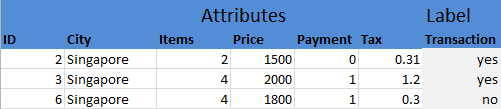 Attributes Label
ID City Items Price Payment Tax Transaction
2 Singapore 2 1500 0 0.31 yes
3 Singapore 4 2000 1 1.2 yes
6 Singapore 4 1800 1 0.3 no